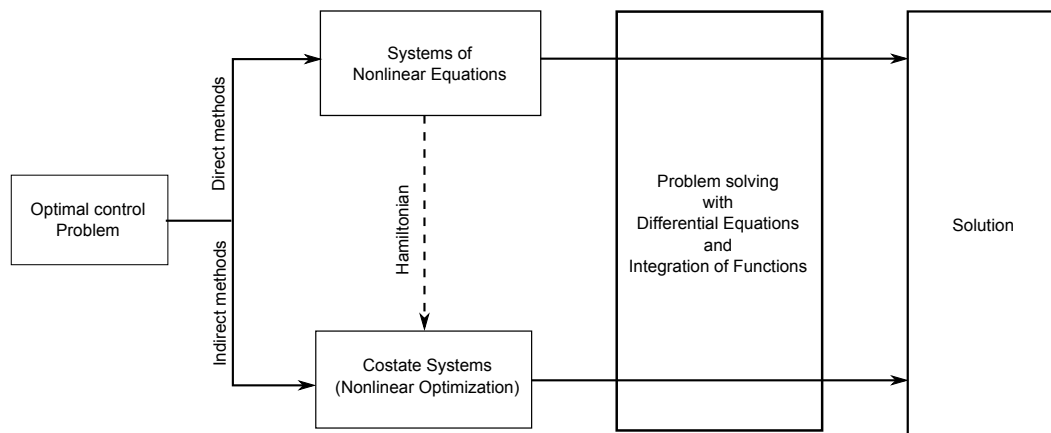 Systems of
Nonlinear Equations
Direct methods
Optimal control
Problem
Hamiltonian
Problem solving
with
Differential Equations
and
Integration of Functions
Solution
Indirect methods
Costate Systems
(Nonlinear Optimization)